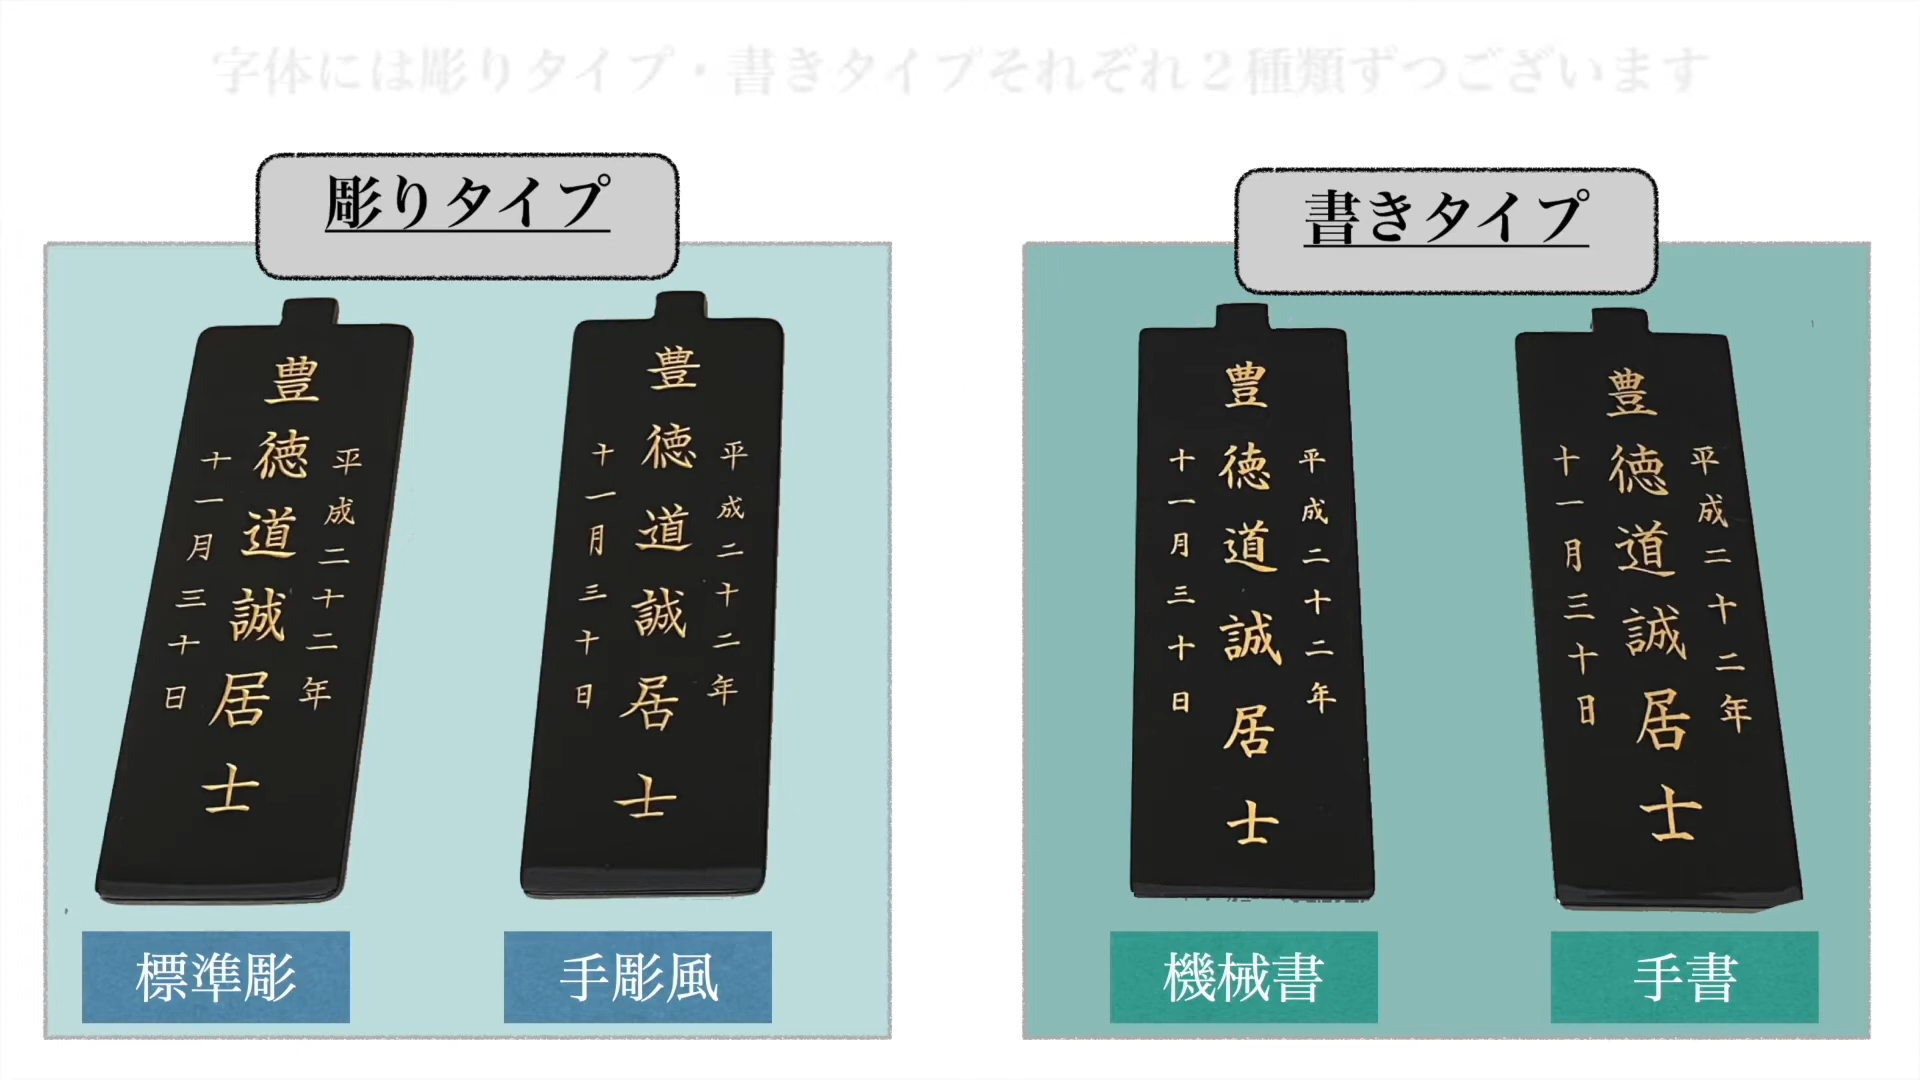 字体には彫りタイプ・書きタイプそれぞれ２種類ずつございます
彫りタイプ
平成二十二年
豊徳道誠居士
十一月三十日
平成二十二年
豊徳道誠居士
十一月三十日
標準彫
手彫風
書きタイプ
平成二十二年
豊徳道誠居士
十一月三十日
平成二十二年
豊徳道誠居士
十一月三十日
機械書
手書